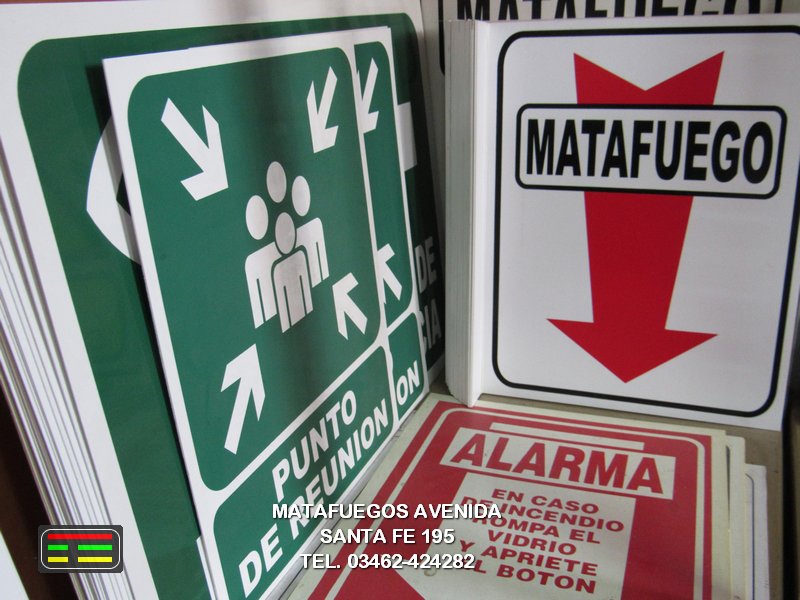 MATAFUEGO
MATAFUEGO
PUNTO
DE REUNION
ON
DE
CIA
ALARMA
EN CASO
DE INCENDIO
ROMPA EL
VIDRIO
Y APRIETE
EL BOTON
MATAFUEGOS AVENIDA
SANTA FE 195
TEL. 03462-424282